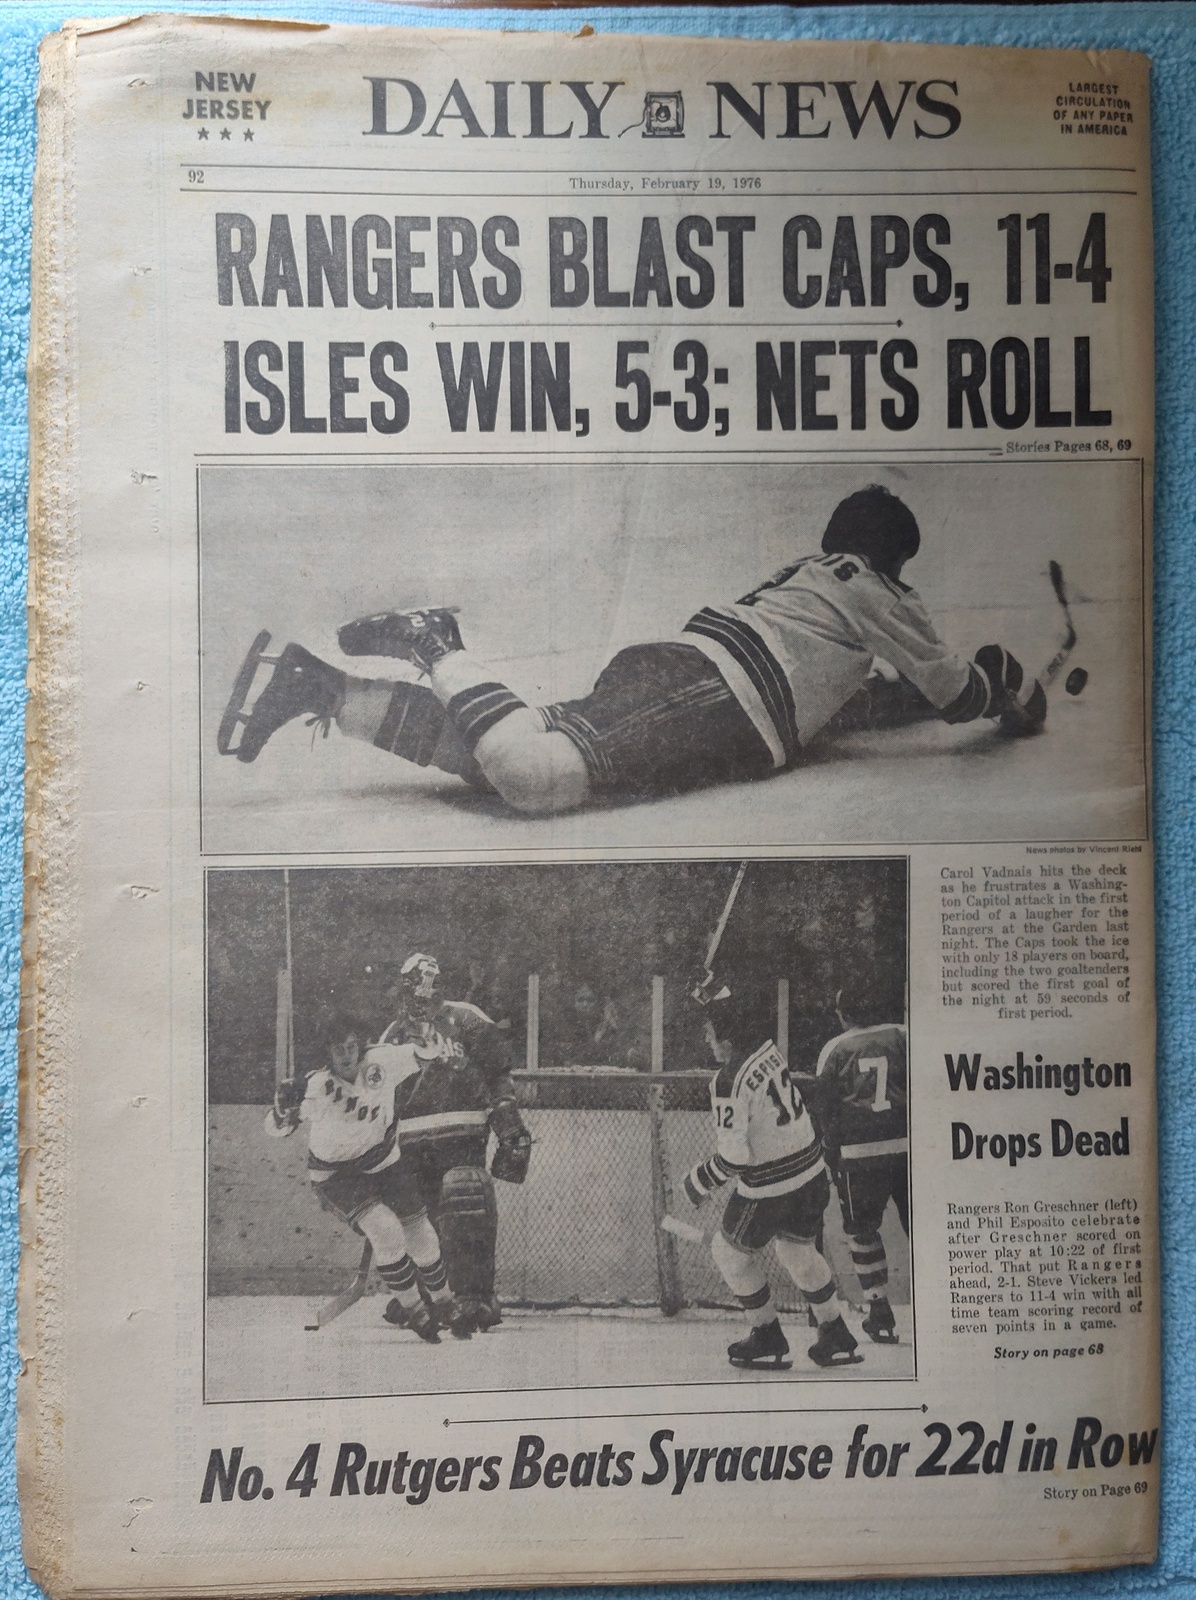 NEW
JERSEY
★ ★ ★
DAILY NEWS
LARGEST
CIRCULATION
OF ANY PAPER
IN AMERICA
92
Thursday, February 19, 1976
RANGERS BLAST CAPS, 11-4
ISLES WIN, 5-3; NETS ROLL
Stories Pages 68, 69
News photos by Vincent Riehl
Carol Vadnais hits the deck
as he frustrates a Washing-
ton Capitol attack in the first
period of a laugher for the
Rangers at the Garden last
night. The Caps took the ice
with only 18 players on board,
including the two goaltenders
but scored the first goal of
the night at 59 seconds of
first period.
Washington
Drops Dead
Rangers Ron Greschner (left)
and Phil Esposito celebrate
after Greschner scored on
power play at 10:22 of first
period. That put Rangers
ahead, 2-1. Steve Vickers led
Rangers to 11-4 win with all
time team scoring record of
seven points in a game.
Story on page 68
ESPISI
12
12
7
No. 4 Rutgers Beats Syracuse for 22d in Row
Story on Page 69